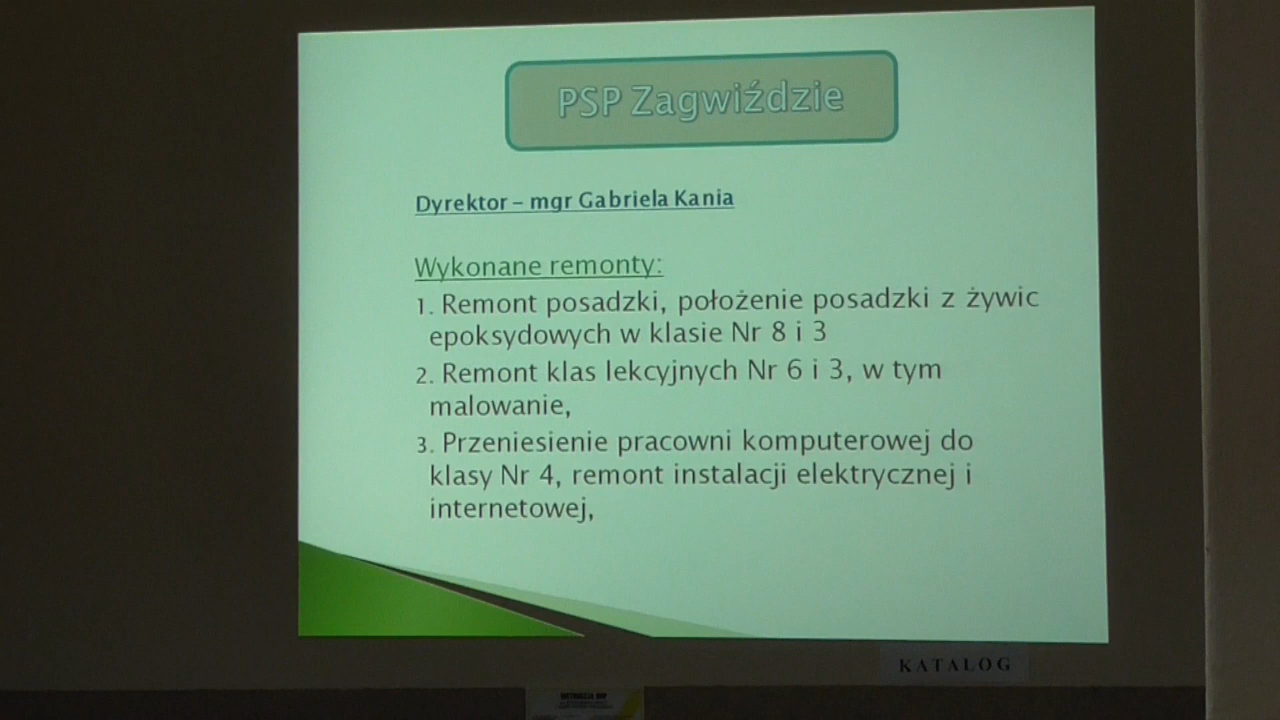 PSP Zagwiździe
Dyrektor – mgr Gabriela Kania
Wykonane remonty:
1. Remont posadzki, położenie posadzki z żywic
epoksydowych w klasie Nr 8 i 3
2. Remont klas lekcyjnych Nr 6 i 3, w tym
malowanie,
3. Przeniesienie pracowni komputerowej do
klasy Nr 4, remont instalacji elektrycznej i
internetowej,
KATALOG